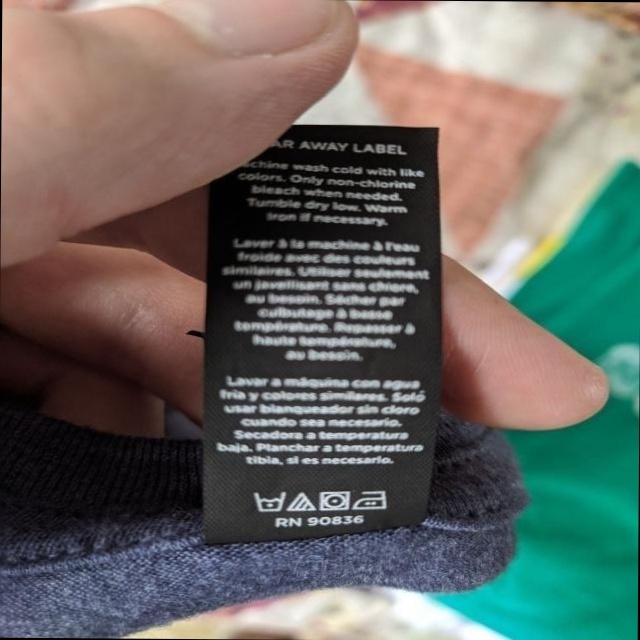 AR AWAY LABEL
chine wash cold with like
colors. Only non-chlorine
bleach when needed.
Tumble dry low. Warm
iron if necessary.
Laver à la machine à l'eau
froide avec des couleurs
similaires. Utiliser seulement
un javellisant sans chlore,
au besoin. Sécher par
culbutage à basse
température. Repasser à
haute température,
au besoin.
Lavar a máquina con agua
fría y colores similares. Soló
usar blanqueador sin cloro
cuando sea necesario.
Secadora a temperatura
baja. Planchar a temperatura
tibia, si es necesario.
RN 90836